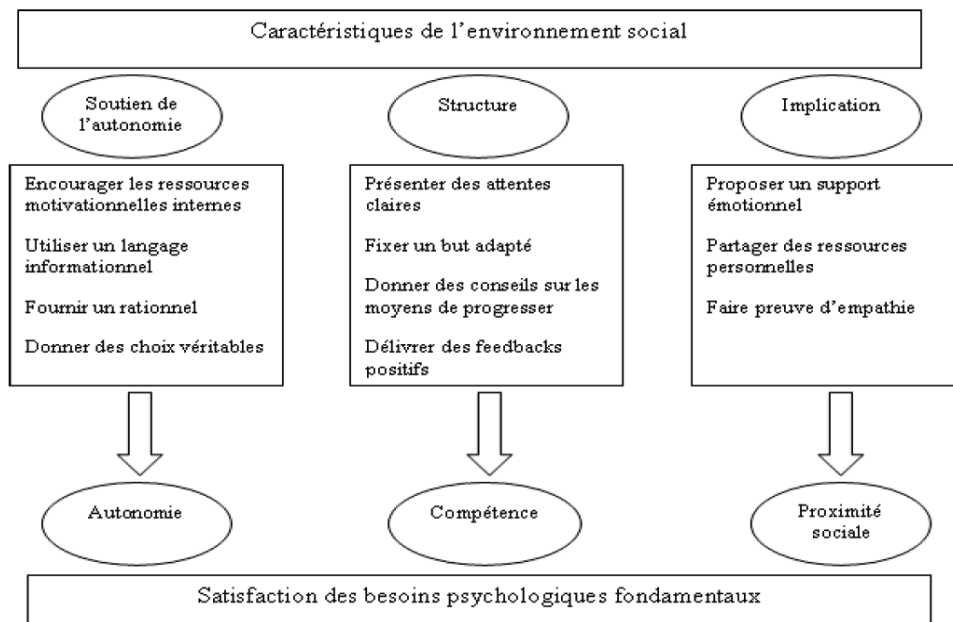 Caractéristiques de l'environnement social
Soutien de
l'autonomie
Structure
Implication
Encourager les ressources
motivationnelles internes
Utiliser un langage
informationnel
Fournir un rationnel
Donner des choix véritables
Présenter des attentes
claires
Fixer un but adapté
Donner des conseils sur les
moyens de progresser
Délivrer des feedbacks
positifs
Proposer un support
émotionnel
Partager des ressources
personnelles
Faire preuve d'empathie
Autonomie
Compétence
Proximité
sociale
Satisfaction des besoins psychologiques fondamentaux